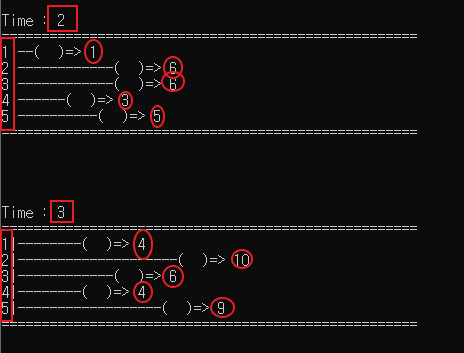 Time : 2
====================================================
1 --(  )=> 1
2 ------------(  )=> 6
3 ------------(  )=> 6
4 ------(  )=> 3
5 ----------(  )=> 5
====================================================
Time : 3
====================================================
1 --------(  )=> 4
2 --------------------(  )=> 10
3 ------------(  )=> 6
4 --------(  )=> 4
5 ------------------(  )=> 9
====================================================